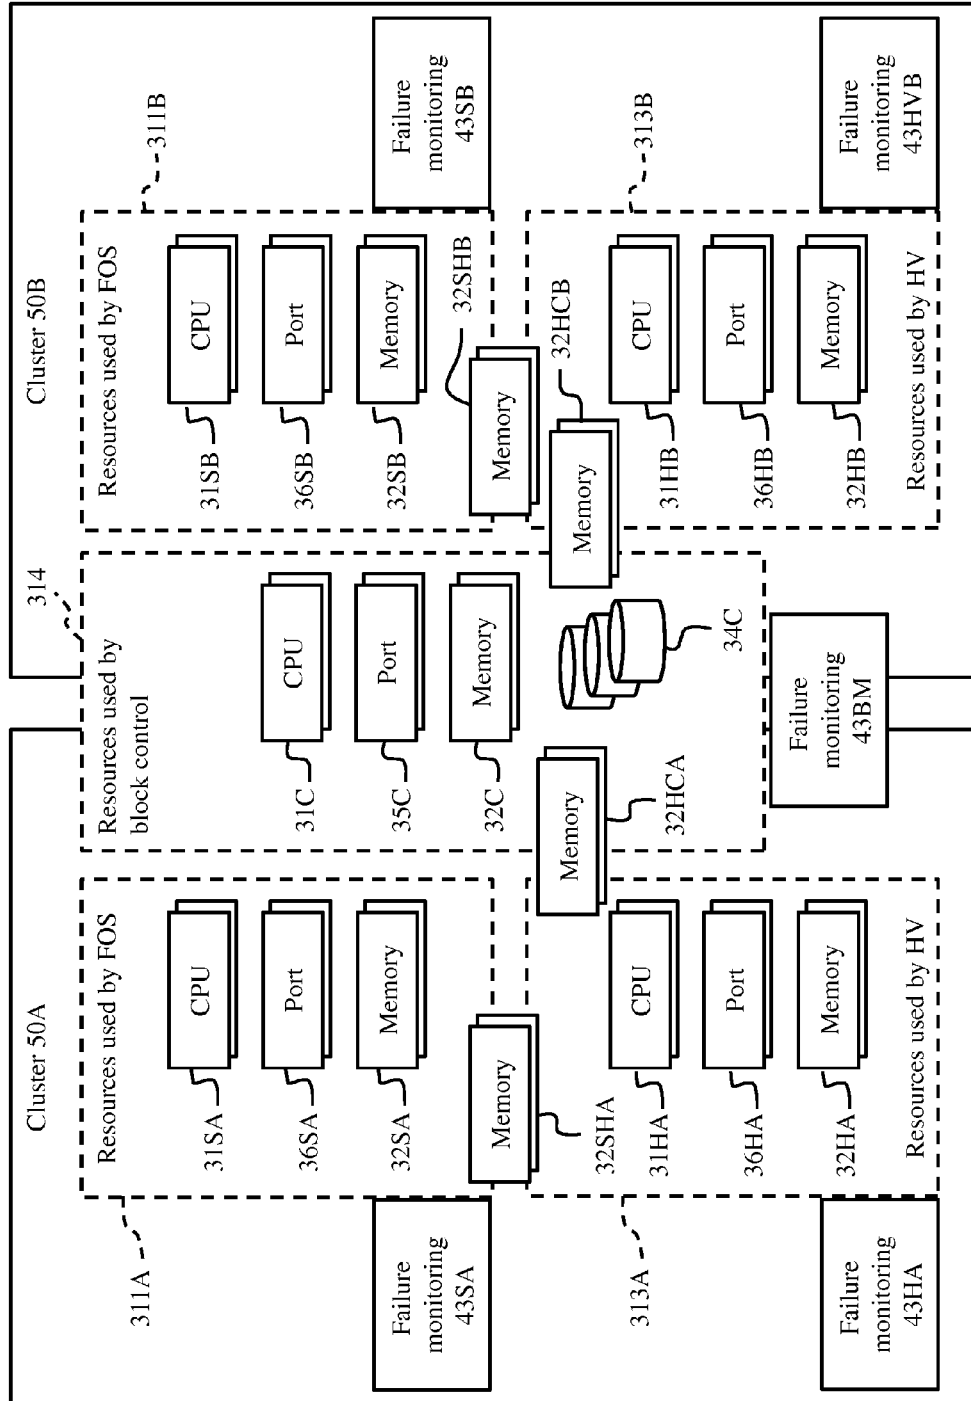 Cluster 50A
Cluster 50B
314
311A
Resources used by FOS
31SA
CPU
36SA
Port
32SA
Memory
Failure
monitoring
43SA
Memory
32SHA
313A
31HA
CPU
36HA
Port
32HA
Memory
Resources used by HV
Failure
monitoring
43HA
Resources used by
block control
31C
CPU
35C
Port
32C
Memory
Memory
32HCA
34C
Failure
monitoring
43BM
Memory
32HCB
311B
Resources used by FOS
31SB
CPU
36SB
Port
32SB
Memory
Failure
monitoring
43SB
Memory
32SHB
313B
31HB
CPU
36HB
Port
32HB
Memory
Resources used by HV
Failure
monitoring
43HVB